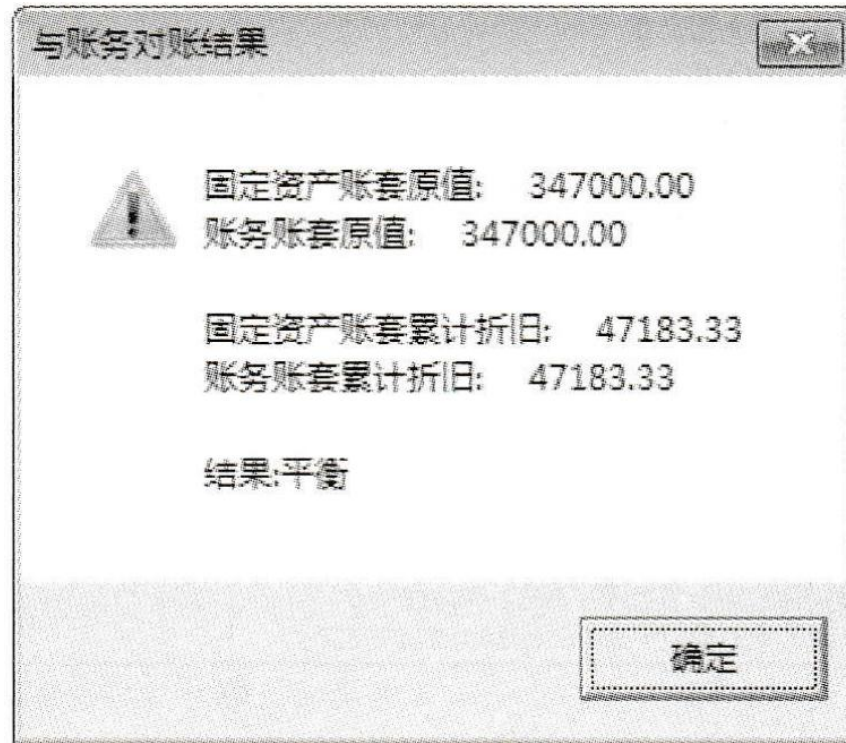 与账务对账结果
固定资产账套原值: 347000.00
账务账套原值: 347000.00
固定资产账套累计折旧: 47183.33
账务账套累计折旧: 47183.33
结果:平衡
确定